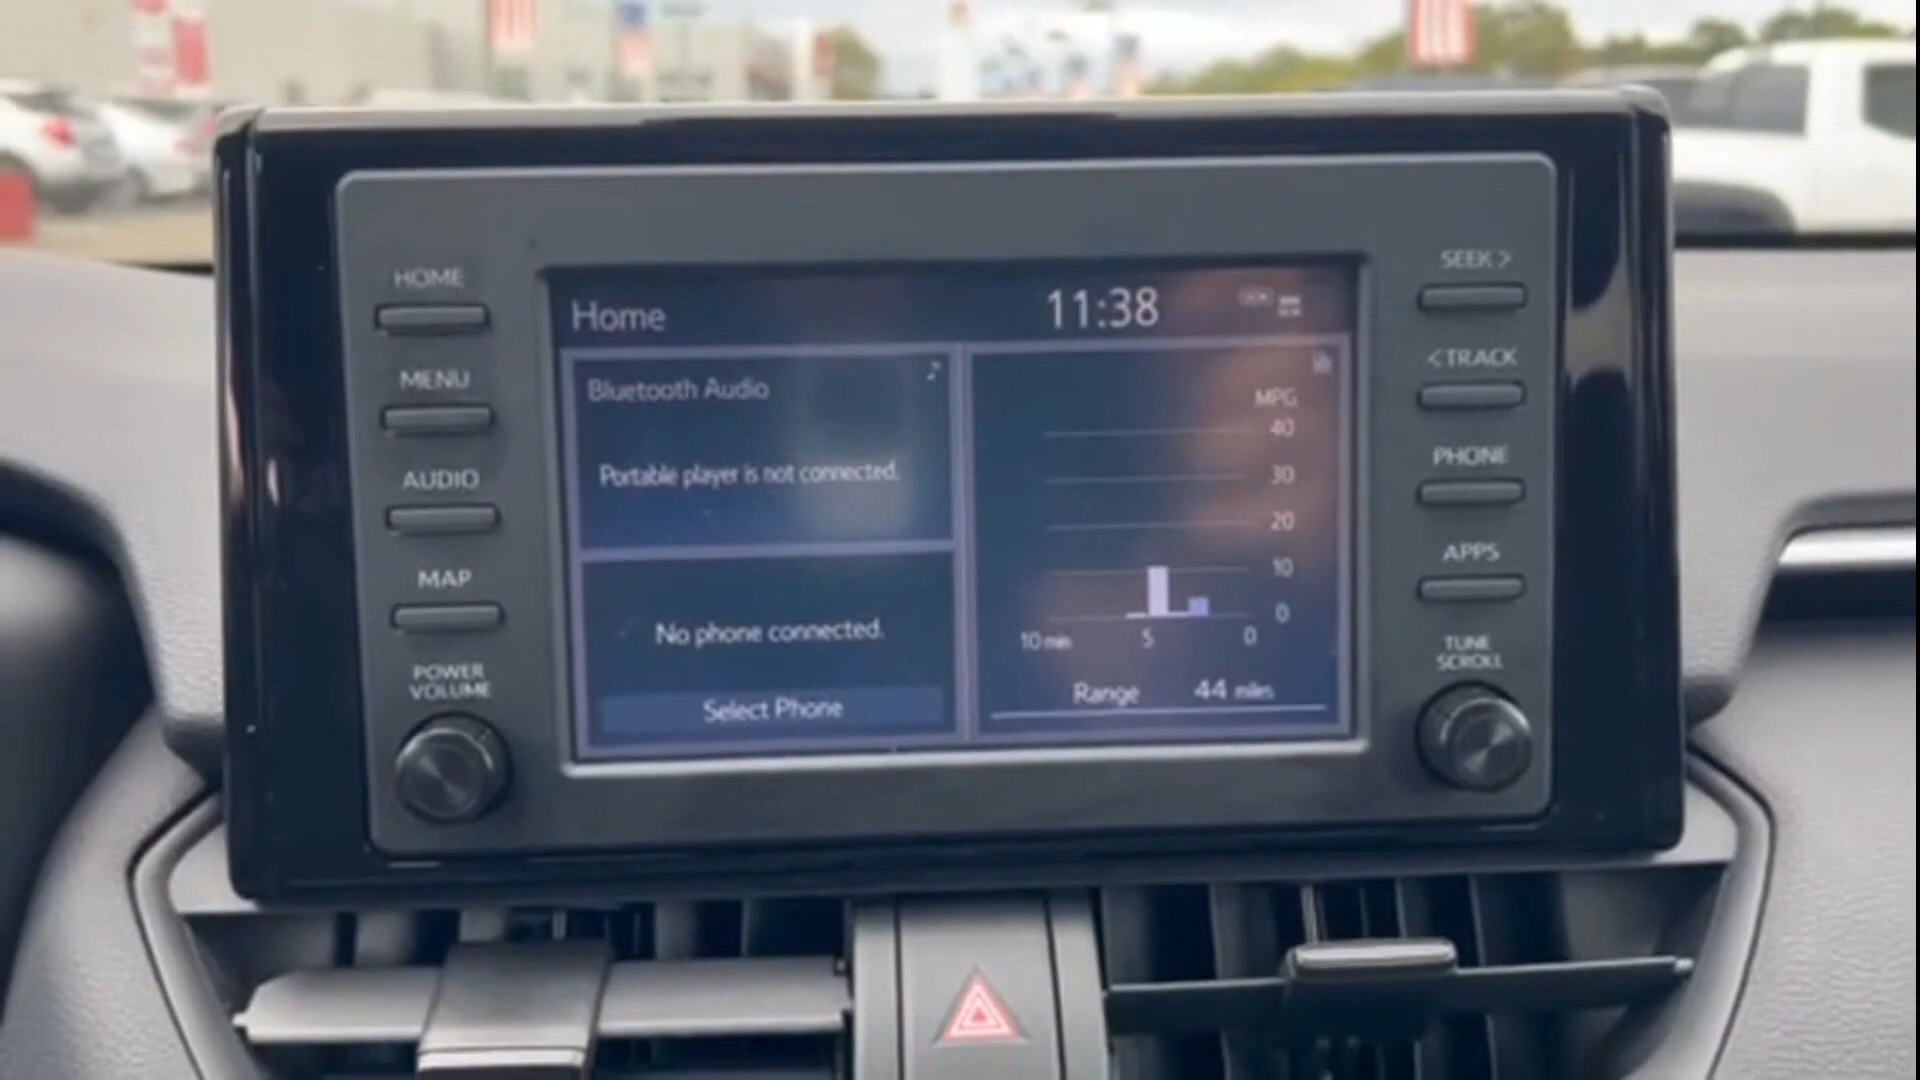 HOME
MENU
AUDIO
MAP
POWER
VOLUME
Home
11:38
Bluetooth Audio
Portable player is not connected.
No phone connected.
Select Phone
MPG
40
30
20
10
0
10 min 5 0
Range 44 miles
SEEK >
< TRACK
PHONE
APPS
TUNE
SCROLL